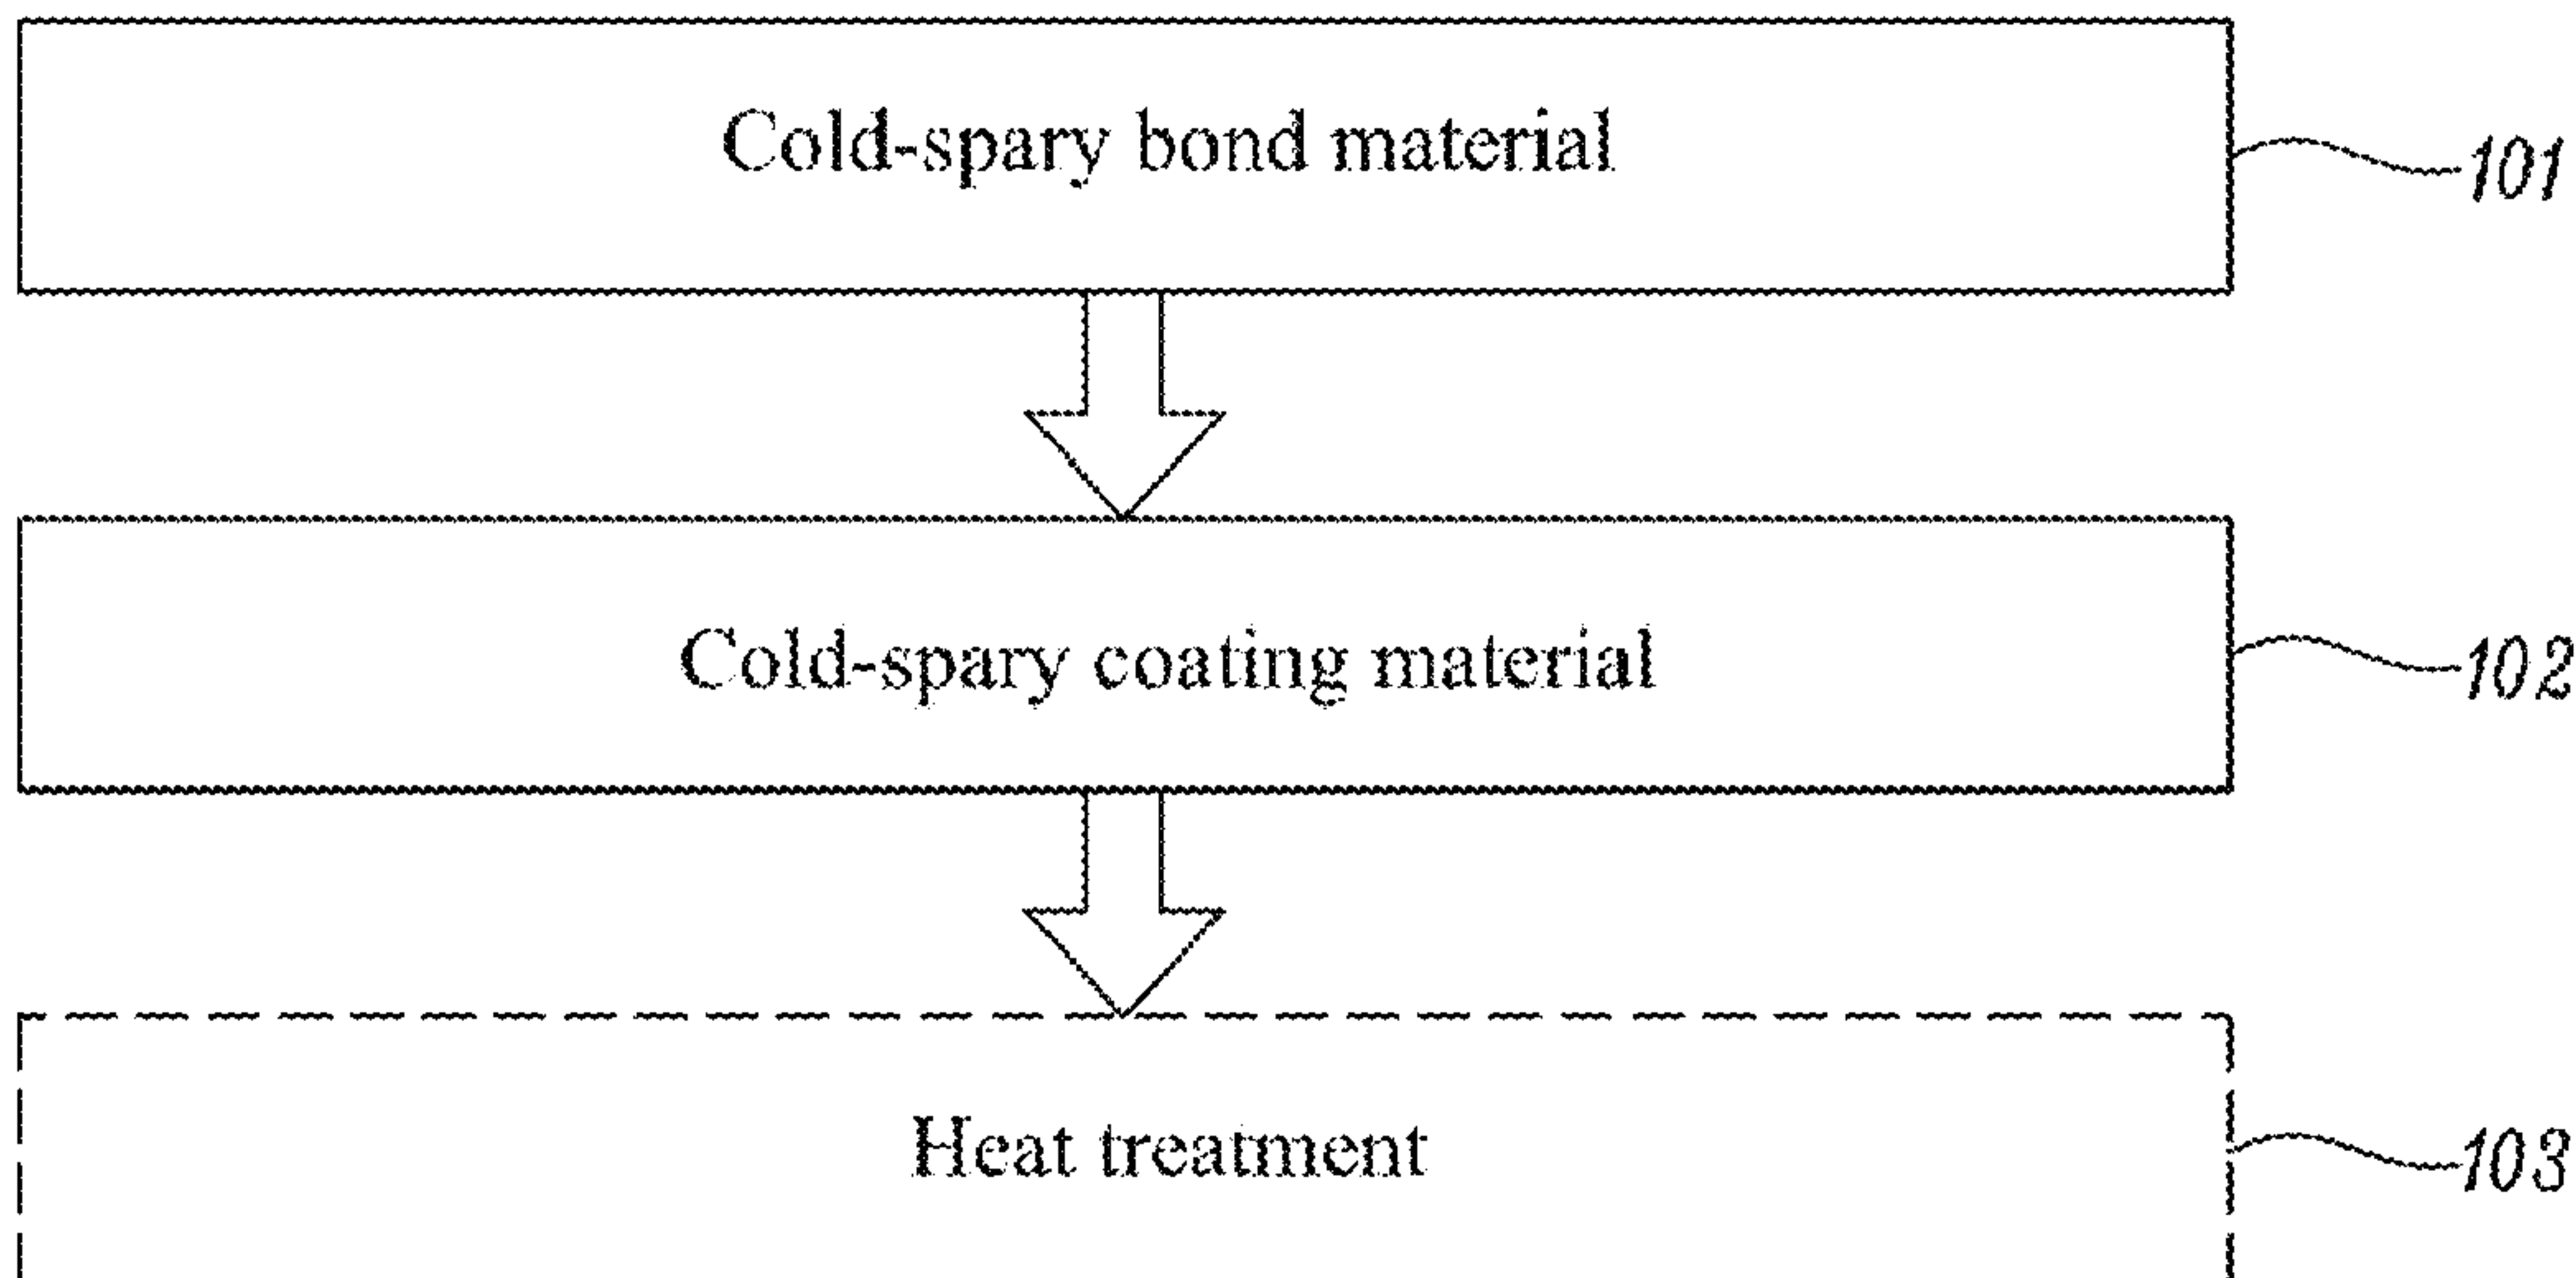 Cold-spary bond material
101
Cold-spary coating material
102
Heat treatment
103